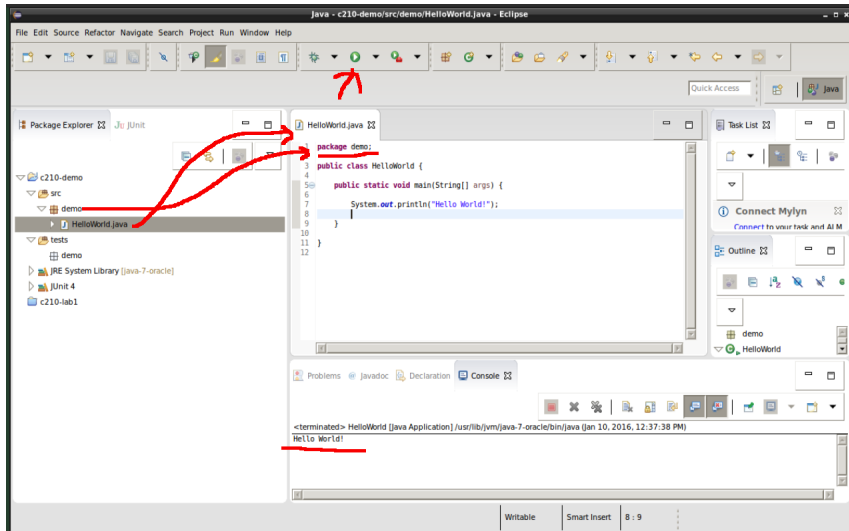 Java - c210-demo/src/demo/HelloWorld.java - Eclipse
File Edit Source Refactor Navigate Search Project Run Window Help
Quick Access
Java
Package Explorer
JUnit
c210-demo
src
demo
HelloWorld.java
tests
demo
JRE System Library [java-7-oracle]
JUnit 4
c210-lab1
HelloWorld.java
1 package demo;
3 public class HelloWorld {
4
5 public static void main(String[] args) {
6
7 System.out.println("Hello World!");
8
9 }
10
11 }
12
Task List
Connect Mylyn
Connect to your task and ALM
Outline
demo
HelloWorld
Problems @ Javadoc Declaration Console
<terminated> HelloWorld [Java Application] /usr/lib/jvm/java-7-oracle/bin/java (Jan 10, 2016, 12:37:38 PM)
Hello World!
Writable Smart Insert 8 : 9